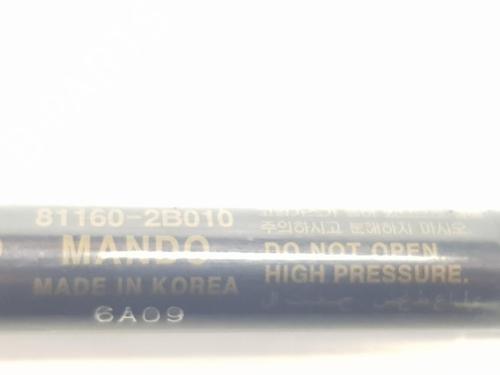 81160-2B010
MANDO
MADE IN KOREA
6A09
주의하시고 분해하지 마시오.
DO NOT OPEN
HIGH PRESSURE.